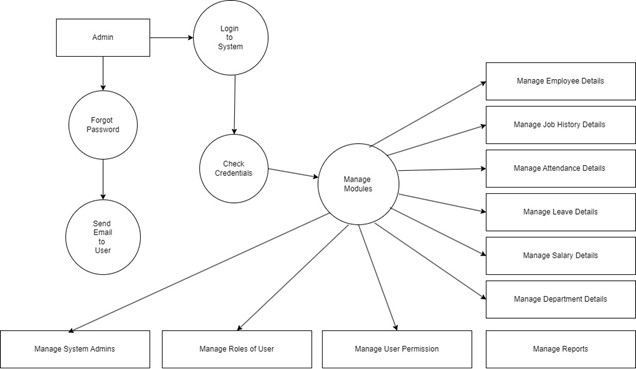 Admin
Login
to
System
Forgot
Password
Check
Credentials
Send
Email
to
User
Manage
Modules
Manage Employee Details
Manage Job History Details
Manage Attendance Details
Manage Leave Details
Manage Salary Details
Manage Department Details
Manage System Admins
Manage Roles of User
Manage User Permission
Manage Reports